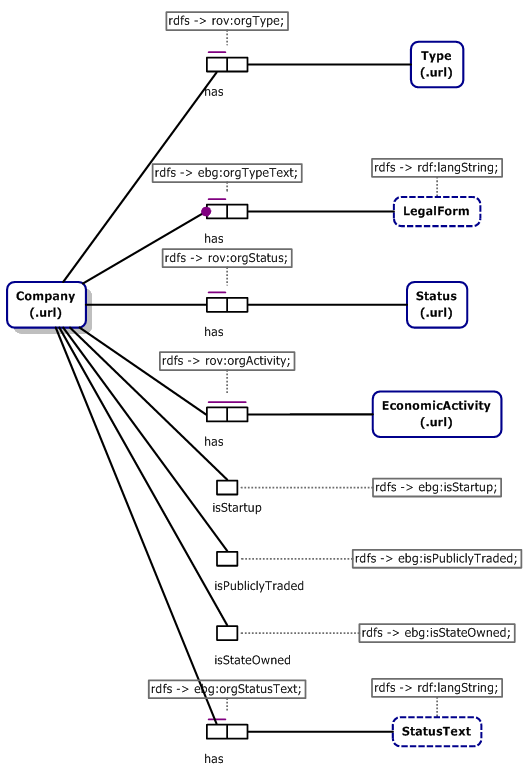 rdfs -> rov:orgType;
Type
(.url)
has
rdfs -> ebg:orgTypeText;
rdfs -> rdf:langString;
LegalForm
has
rdfs -> rov:orgStatus;
Company
(.url)
Status
(.url)
has
rdfs -> rov:orgActivity;
EconomicActivity
(.url)
has
rdfs -> ebg:isStartup;
isStartup
rdfs -> ebg:isPubliclyTraded;
isPubliclyTraded
rdfs -> ebg:isStateOwned;
isStateOwned
rdfs -> ebg:orgStatusText;
rdfs -> rdf:langString;
StatusText
has